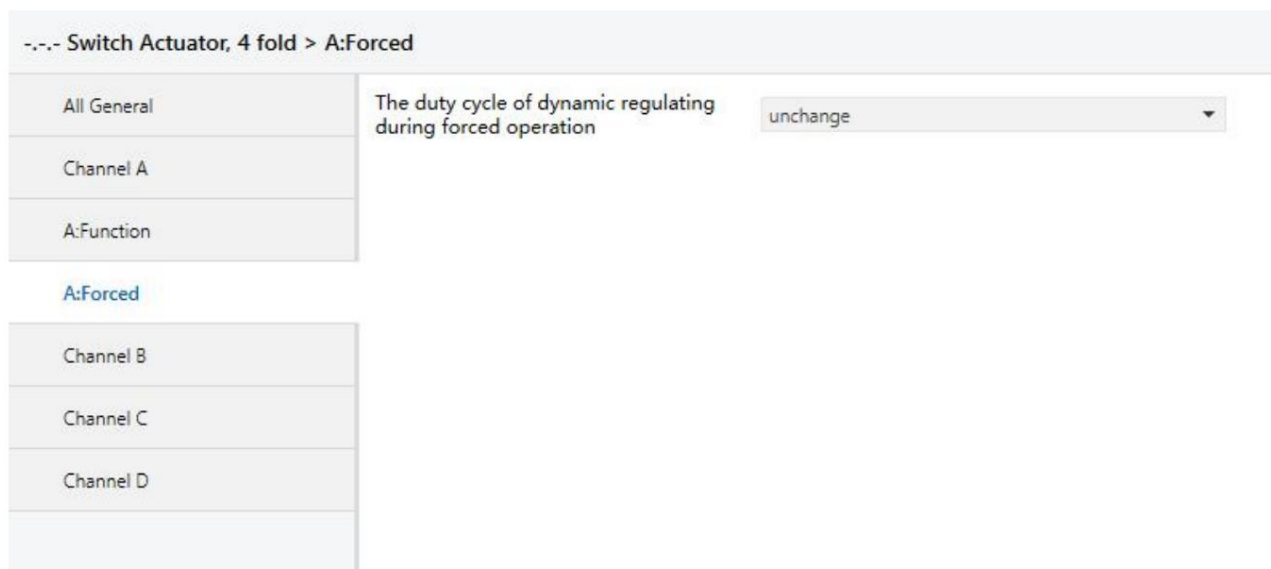 -.-.- Switch Actuator, 4 fold > A:Forced
All General
The duty cycle of dynamic regulating
during forced operation
unchange
Channel A
A:Function
A:Forced
Channel B
Channel C
Channel D